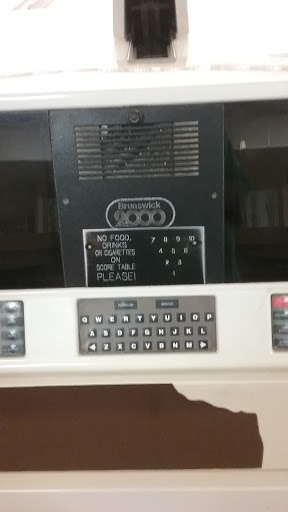 Brunswick
2000
NO FOOD,
DRINKS
OR CIGARETTES
ON
SCORE TABLE
PLEASE!
7 8 9 10
4 5 6
2 3
1
Q W E R T Y U I O P
A S D F G H J K L
Z X C V B N M